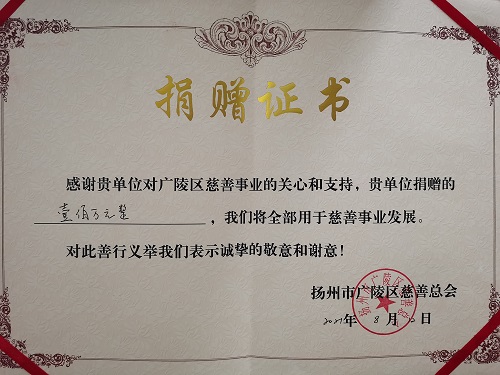 捐赠证书
感谢贵单位对广陵区慈善事业的关心和支持，贵单位捐赠的
壹佰万元整，我们将全部用于慈善事业发展。
对此善行义举我们表示诚挚的敬意和谢意！
扬州市广陵区慈善总会
2021年8月 日